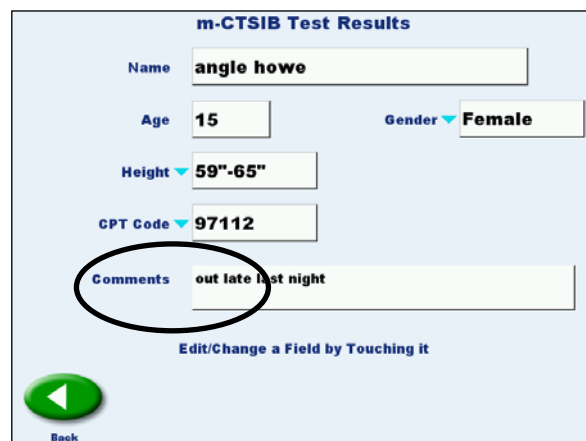 m-CTSIB Test Results
Name angle howe
Age 15 Gender Female
Height 59"-65"
CPT Code 97112
Comments out late last night
Edit/Change a Field by Touching it
Back